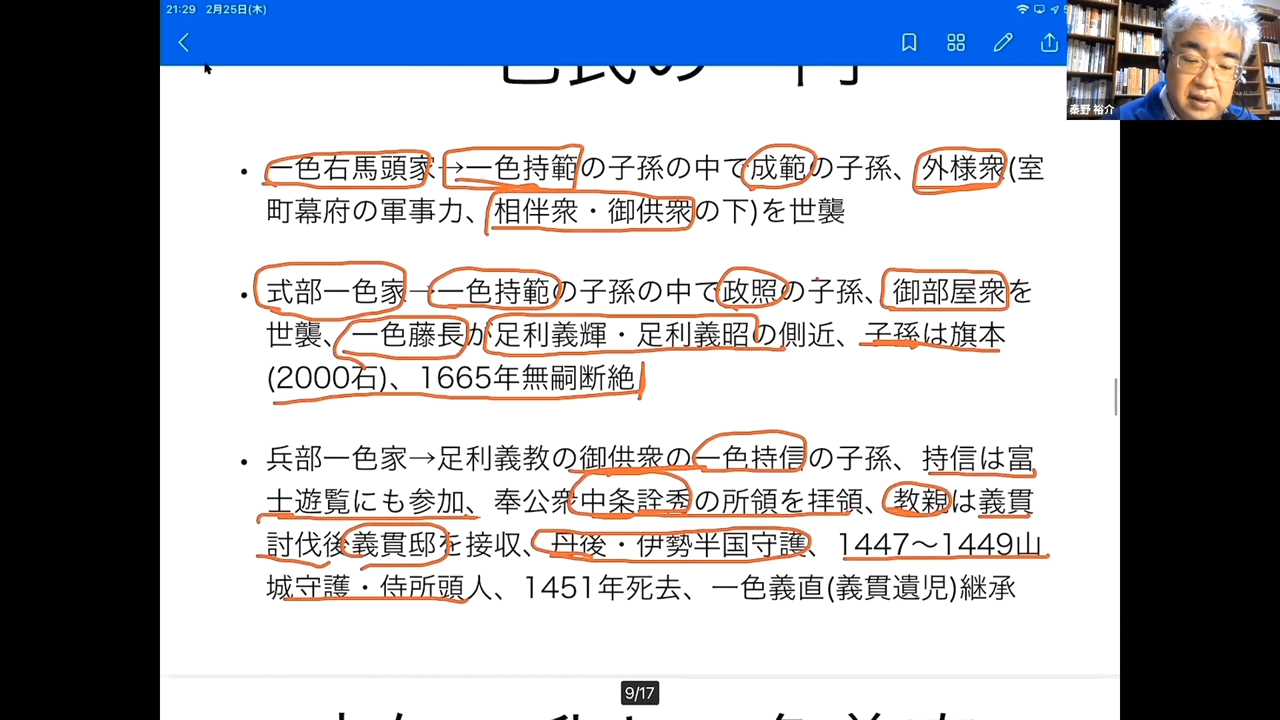 21:29 2月25日(木)
秦野 裕介
色氏の一門
・一色右馬頭家→一色持範の子孫の中で成範の子孫、外様衆(室
町幕府の軍事力、相伴衆・御供衆の下)を世襲
・式部一色家→一色持範の子孫の中で政照の子孫、御部屋衆を
世襲、一色藤長が足利義輝・足利義昭の側近、子孫は旗本
(2000石)、1665年無嗣断絶
・兵部一色家→足利義教の御供衆の一色持信の子孫、持信は富
士遊覧にも参加、奉公衆中条詮秀の所領を拝領、教親は義貫
討伐後義貫邸を接収、丹後・伊勢半国守護、1447〜1449山
城守護・侍所頭人、1451年死去、一色義直(義貫遺児)継承
9/17